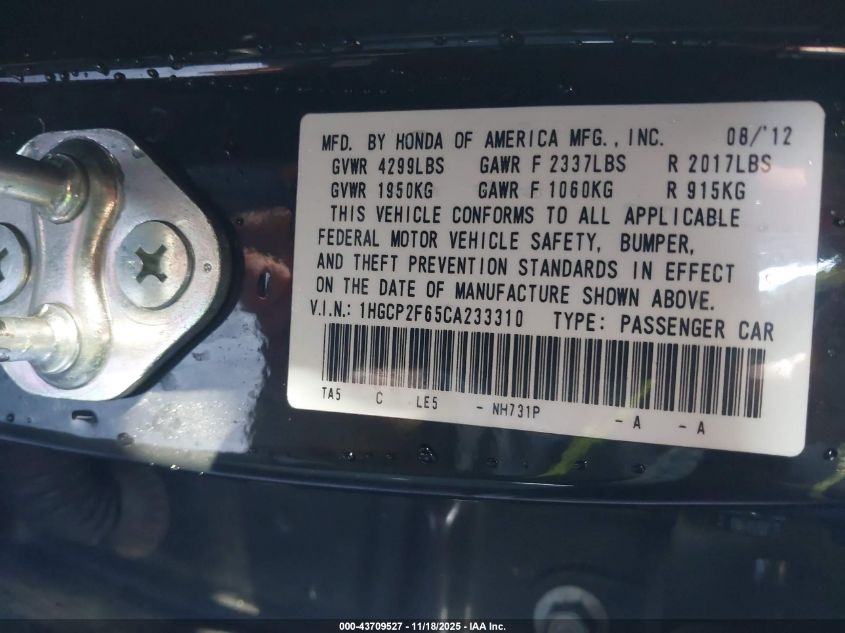 MFD. BY HONDA OF AMERICA MFG., INC. 08/'12
GVWR 4299LBS GAWR F 2337LBS R 2017LBS
GVWR 1950KG GAWR F 1060KG R 915KG
THIS VEHICLE CONFORMS TO ALL APPLICABLE
FEDERAL MOTOR VEHICLE SAFETY, BUMPER,
AND THEFT PREVENTION STANDARDS IN EFFECT
ON THE DATE OF MANUFACTURE SHOWN ABOVE.
V.I.N.: 1HGCP2F65CA233310 TYPE: PASSENGER CAR
TA5 C LE5 - NH731P - A - A
000-43709527 - 11/18/2025 - IAA Inc.